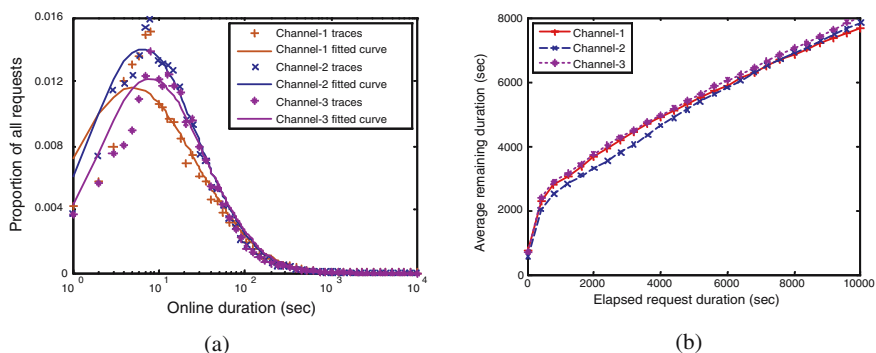 0.016
0.012
0.008
0.004
0
Proportion of all requests
Channel-1 traces
Channel-1 fitted curve
Channel-2 traces
Channel-2 fitted curve
Channel-3 traces
Channel-3 fitted curve
10^0
10^1
10^2
10^3
10^4
Online duration (sec)
(a)
8000
6000
4000
2000
0
Average remaining duration (sec)
Channel-1
Channel-2
Channel-3
0
2000
4000
6000
8000
10000
Elapsed request duration (sec)
(b)